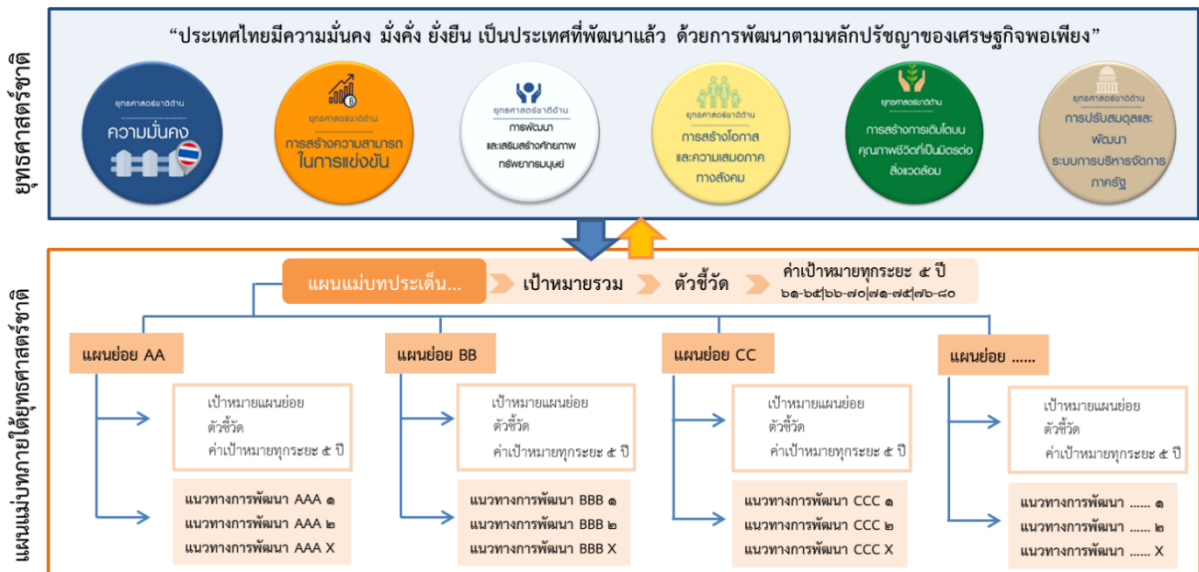 ยุทธศาสตร์ชาติ
“ประเทศไทยมีความมั่นคง มั่งคั่ง ยั่งยืน เป็นประเทศที่พัฒนาแล้ว ด้วยการพัฒนาตามหลักปรัชญาของเศรษฐกิจพอเพียง”
ยุทธศาสตร์ชาติด้าน
ความมั่นคง
ยุทธศาสตร์ชาติด้าน
การสร้างความสามารถ
ในการแข่งขัน
ยุทธศาสตร์ชาติด้าน
การพัฒนา
และเสริมสร้างศักยภาพ
ทรัพยากรมนุษย์
ยุทธศาสตร์ชาติด้าน
การสร้างโอกาส
และความเสมอภาค
ทางสังคม
ยุทธศาสตร์ชาติด้าน
การสร้างการเติบโตบน
คุณภาพชีวิตที่เป็นมิตรต่อ
สิ่งแวดล้อม
ยุทธศาสตร์ชาติด้าน
การปรับสมดุลและ
พัฒนา
ระบบการบริหารจัดการ
ภาครัฐ
แผนแม่บทภายใต้ยุทธศาสตร์ชาติ
แผนแม่บทประเด็น...
เป้าหมายรวม
ตัวชี้วัด
ค่าเป้าหมายทุกระยะ ๕ ปี
๖๑-๖๕|๖๖-๗๐|๗๑-๗๕|๗๖-๘๐
แผนย่อย AA
เป้าหมายแผนย่อย
ตัวชี้วัด
ค่าเป้าหมายทุกระยะ ๕ ปี
แนวทางการพัฒนา AAA ๑
แนวทางการพัฒนา AAA ๒
แนวทางการพัฒนา AAA X
แผนย่อย BB
เป้าหมายแผนย่อย
ตัวชี้วัด
ค่าเป้าหมายทุกระยะ ๕ ปี
แนวทางการพัฒนา BBB ๑
แนวทางการพัฒนา BBB ๒
แนวทางการพัฒนา BBB X
แผนย่อย CC
เป้าหมายแผนย่อย
ตัวชี้วัด
ค่าเป้าหมายทุกระยะ ๕ ปี
แนวทางการพัฒนา CCC ๑
แนวทางการพัฒนา CCC ๒
แนวทางการพัฒนา CCC X
แผนย่อย ......
เป้าหมายแผนย่อย
ตัวชี้วัด
ค่าเป้าหมายทุกระยะ ๕ ปี
แนวทางการพัฒนา ...... ๑
แนวทางการพัฒนา ...... ๒
แนวทางการพัฒนา ...... X